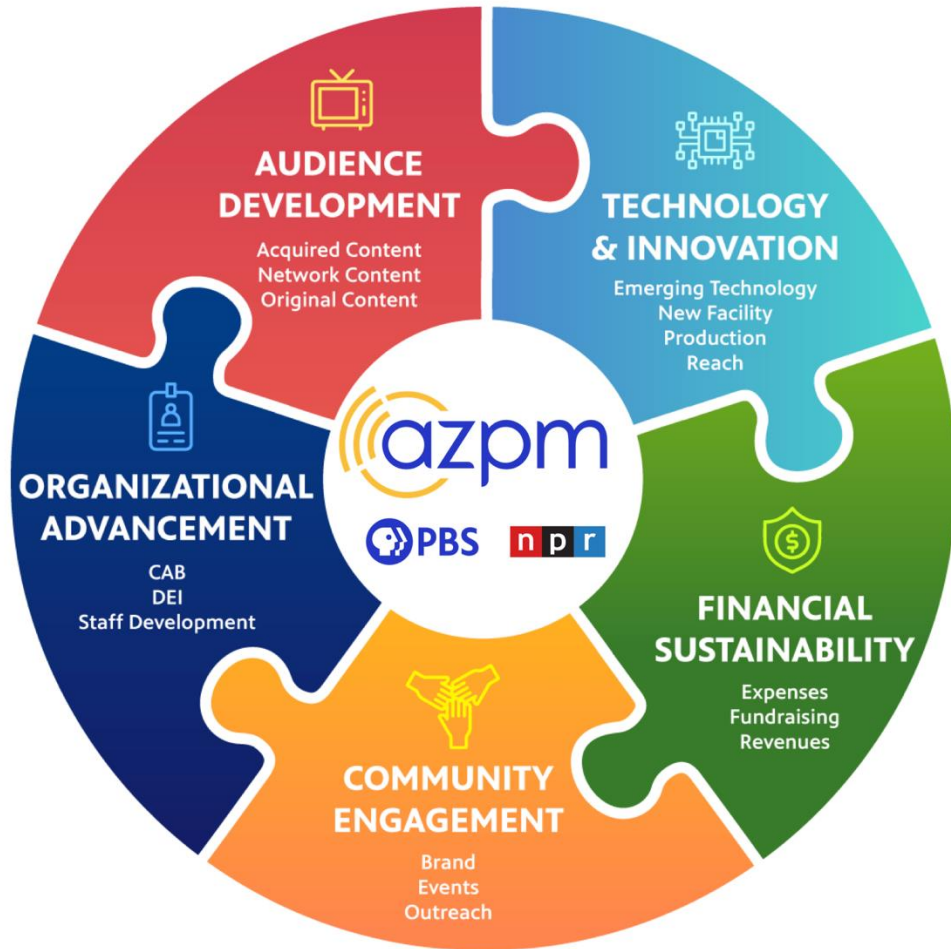 AUDIENCE
DEVELOPMENT
Acquired Content
Network Content
Original Content
TECHNOLOGY
& INNOVATION
Emerging Technology
New Facility
Production
Reach
ORGANIZATIONAL
ADVANCEMENT
CAB
DEI
Staff Development
azpm
PBS npr
$
FINANCIAL
SUSTAINABILITY
Expenses
Fundraising
Revenues
COMMUNITY
ENGAGEMENT
Brand
Events
Outreach